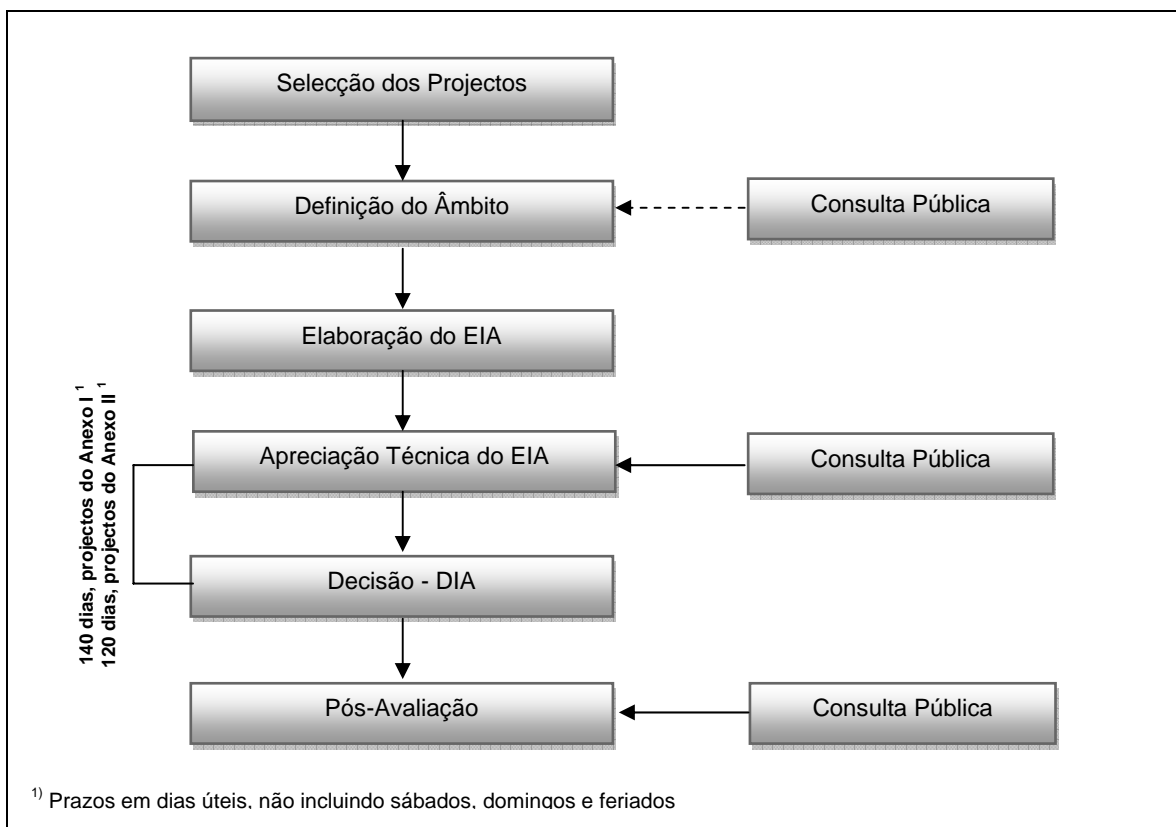 Selecção dos Projectos
Definição do Âmbito
Consulta Pública
Elaboração do EIA
140 dias, projectos do Anexo I 1
120 dias, projectos do Anexo II 1
Apreciação Técnica do EIA
Consulta Pública
Decisão - DIA
Pós-Avaliação
Consulta Pública
1) Prazos em dias úteis, não incluindo sábados, domingos e feriados